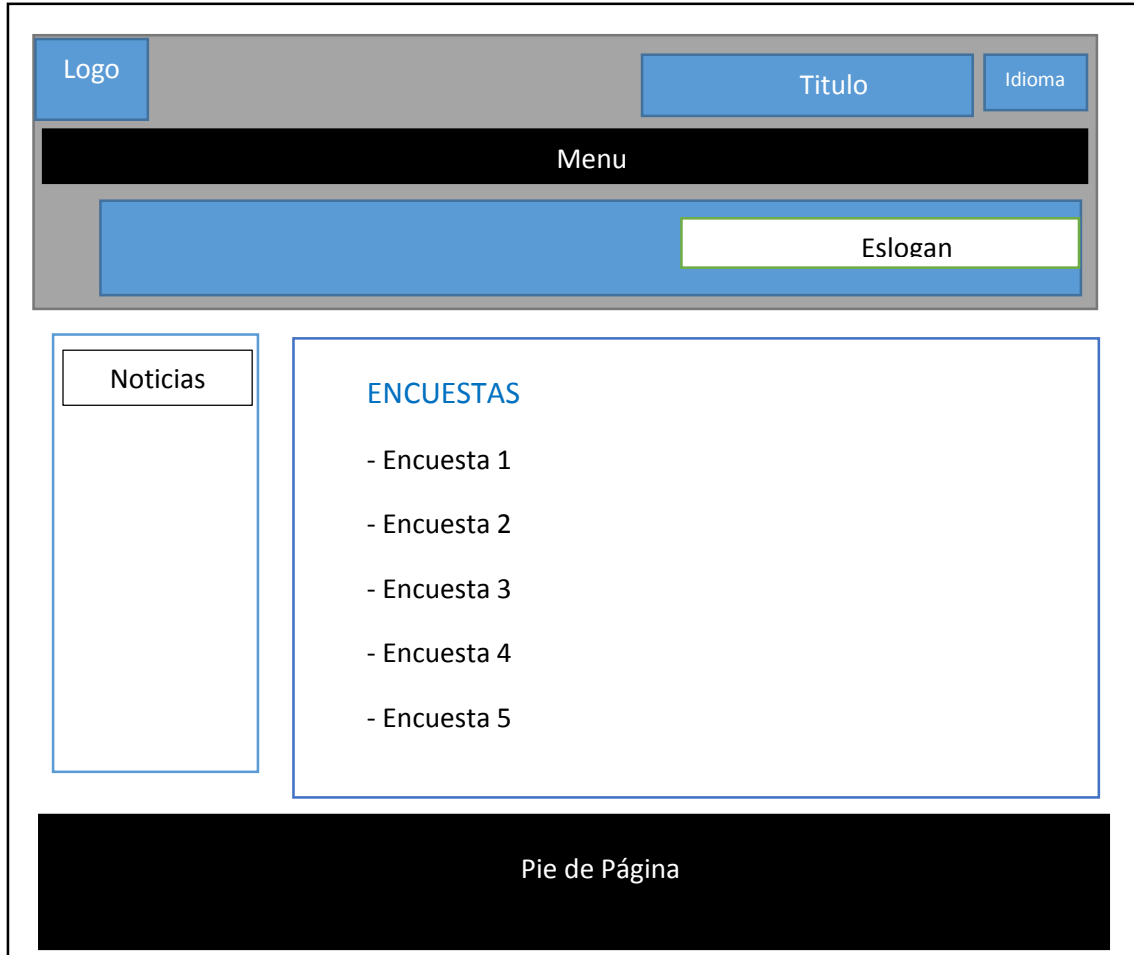 Logo
Titulo
Idioma
Menu
Eslogan
Noticias
ENCUESTAS
- Encuesta 1
- Encuesta 2
- Encuesta 3
- Encuesta 4
- Encuesta 5
Pie de Página